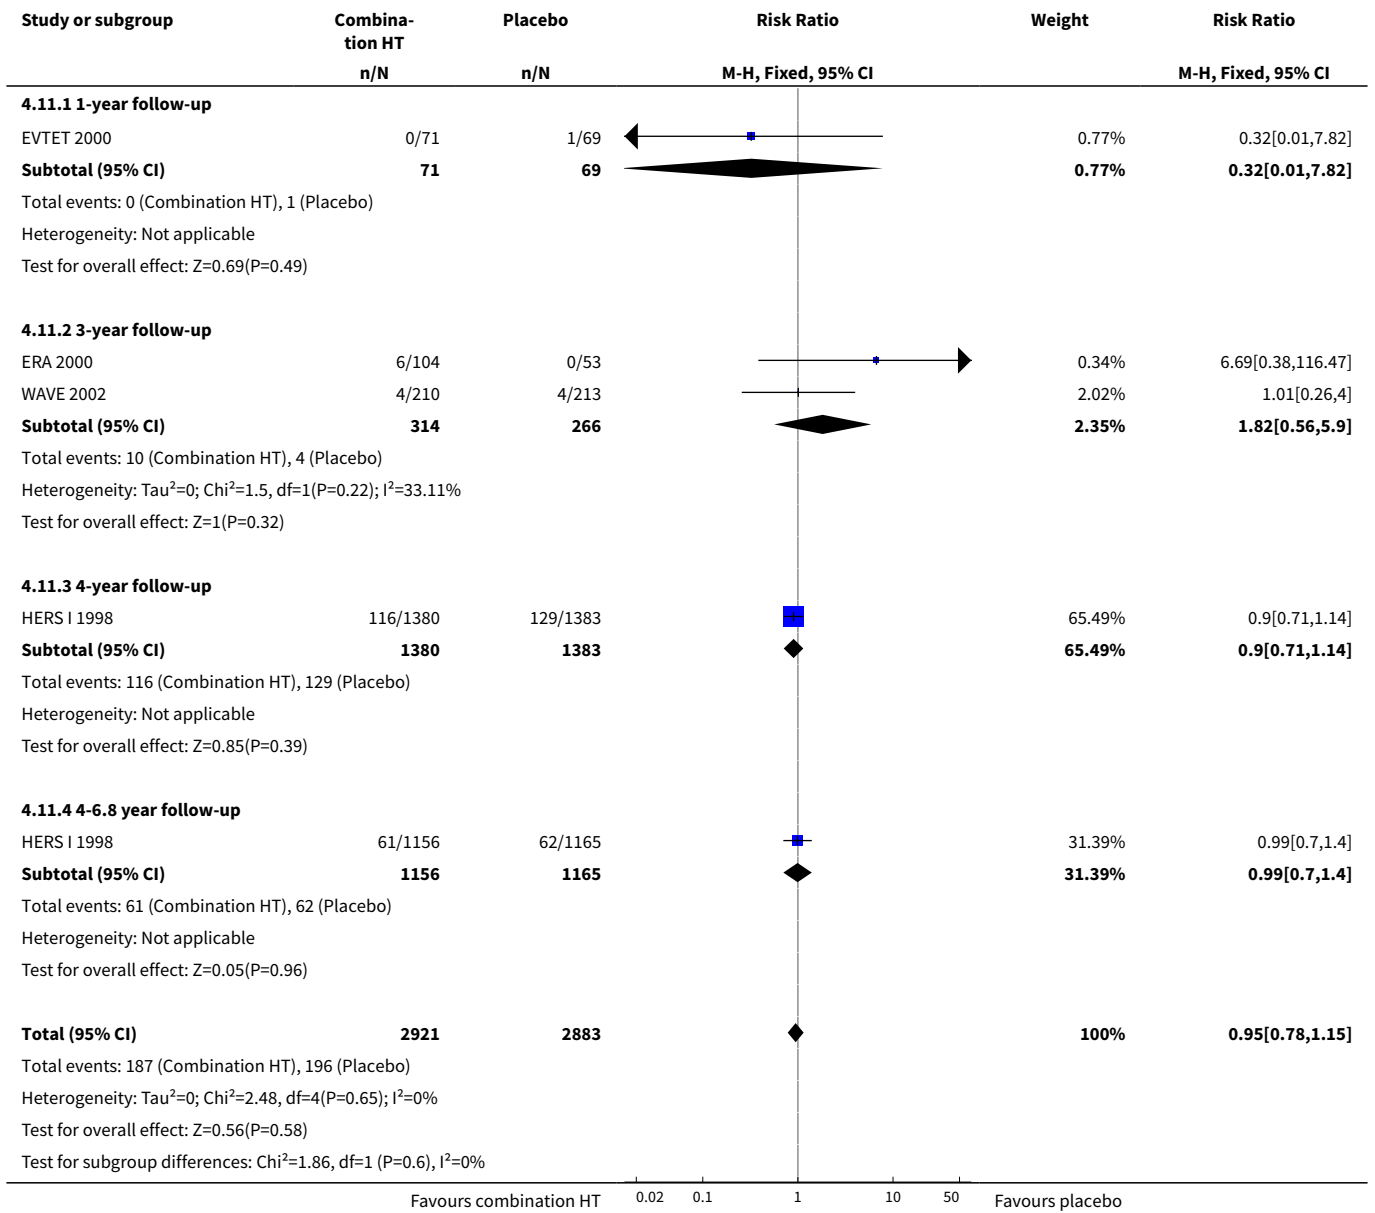 Study or subgroup Combina- Placebo Risk Ratio Weight Risk Ratio
tion HT
n/N n/N M-H, Fixed, 95% CI M-H, Fixed, 95% CI
4.11.1 1-year follow-up
EVTET 2000 0/71 1/69 0.77% 0.32[0.01,7.82]
Subtotal (95% CI) 71 69 0.77% 0.32[0.01,7.82]
Total events: 0 (Combination HT), 1 (Placebo)
Heterogeneity: Not applicable
Test for overall effect: Z=0.69(P=0.49)
4.11.2 3-year follow-up
ERA 2000 6/104 0/53 0.34% 6.69[0.38,116.47]
WAVE 2002 4/210 4/213 2.02% 1.01[0.26,4]
Subtotal (95% CI) 314 266 2.35% 1.82[0.56,5.9]
Total events: 10 (Combination HT), 4 (Placebo)
Heterogeneity: Tau²=0; Chi²=1.5, df=1(P=0.22); I²=33.11%
Test for overall effect: Z=1(P=0.32)
4.11.3 4-year follow-up
HERS I 1998 116/1380 129/1383 65.49% 0.9[0.71,1.14]
Subtotal (95% CI) 1380 1383 65.49% 0.9[0.71,1.14]
Total events: 116 (Combination HT), 129 (Placebo)
Heterogeneity: Not applicable
Test for overall effect: Z=0.85(P=0.39)
4.11.4 4-6.8 year follow-up
HERS I 1998 61/1156 62/1165 31.39% 0.99[0.7,1.4]
Subtotal (95% CI) 1156 1165 31.39% 0.99[0.7,1.4]
Total events: 61 (Combination HT), 62 (Placebo)
Heterogeneity: Not applicable
Test for overall effect: Z=0.05(P=0.96)
Total (95% CI) 2921 2883 100% 0.95[0.78,1.15]
Total events: 187 (Combination HT), 196 (Placebo)
Heterogeneity: Tau²=0; Chi²=2.48, df=4(P=0.65); I²=0%
Test for overall effect: Z=0.56(P=0.58)
Test for subgroup differences: Chi²=1.86, df=1 (P=0.6), I²=0%
Favours combination HT 0.02 0.1 1 10 50 Favours placebo